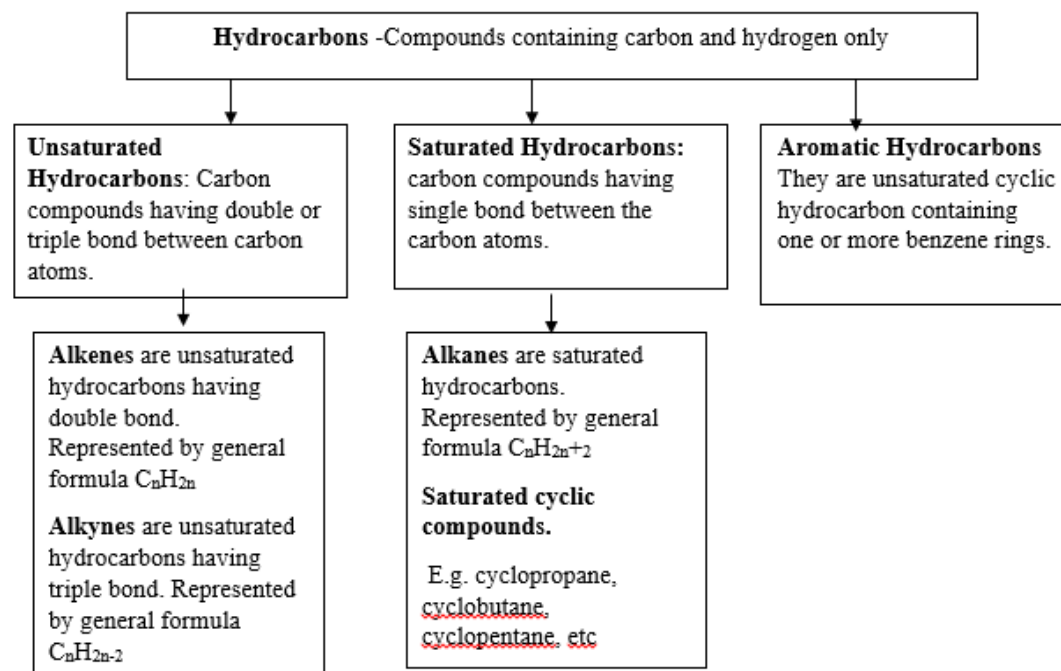 Hydrocarbons -Compounds containing carbon and hydrogen only
Unsaturated
Hydrocarbons: Carbon
compounds having double or
triple bond between carbon
atoms.
Saturated Hydrocarbons:
carbon compounds having
single bond between the
carbon atoms.
Aromatic Hydrocarbons
They are unsaturated cyclic
hydrocarbon containing
one or more benzene rings.
Alkenes are unsaturated
hydrocarbons having
double bond.
Represented by general
formula CₙH₂ₙ
Alkynes are unsaturated
hydrocarbons having
triple bond. Represented
by general formula
CₙH₂ₙ₋₂
Alkanes are saturated
hydrocarbons.
Represented by general
formula CₙH₂ₙ+₂
Saturated cyclic
compounds.
E.g. cyclopropane,
cyclobutane,
cyclopentane, etc